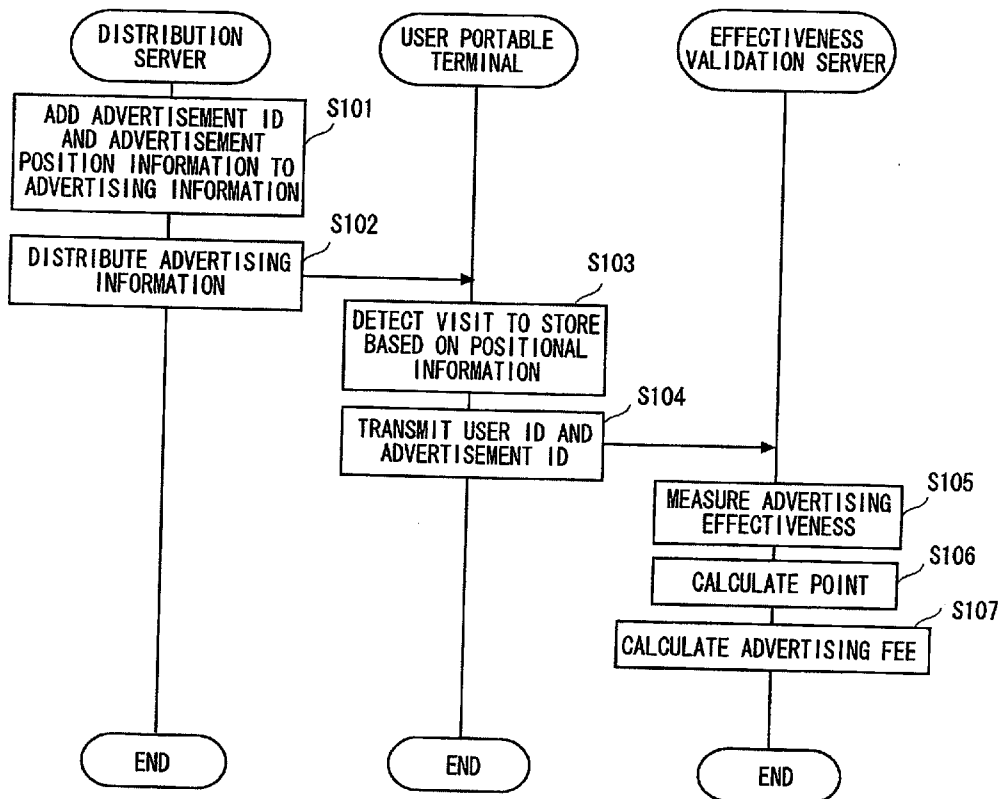 DISTRIBUTION
SERVER
USER PORTABLE
TERMINAL
EFFECTIVENESS
VALIDATION SERVER
S101
ADD ADVERTISEMENT ID
AND ADVERTISEMENT
POSITION INFORMATION TO
ADVERTISING INFORMATION
S102
DISTRIBUTE ADVERTISING
INFORMATION
S103
DETECT VISIT TO STORE
BASED ON POSITIONAL
INFORMATION
S104
TRANSMIT USER ID AND
ADVERTISEMENT ID
S105
MEASURE ADVERTISING
EFFECTIVENESS
S106
CALCULATE POINT
S107
CALCULATE ADVERTISING FEE
END
END
END